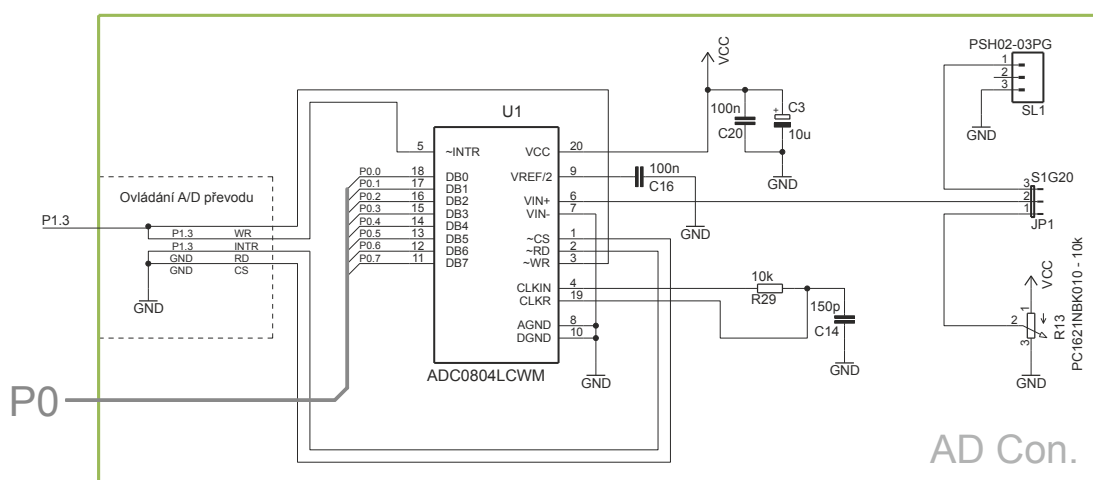 PSH02-03PG
1
2
3
SL1
GND
VCC
100n
C20
+
C3
10u
GND
U1
5
~INTR
VCC
20
100n
C16
GND
P0.0
18
DB0
VREF/2
9
P0.1
17
DB1
P0.2
16
DB2
VIN+
6
P0.3
15
DB3
VIN-
7
P0.4
14
DB4
P0.5
13
DB5
~CS
1
P0.6
12
DB6
~RD
2
P0.7
11
DB7
~WR
3
CLKIN
4
CLKR
19
AGND
8
DGND
10
ADC0804LCWM
GND
S1G20
3
2
1
JP1
Ovládání A/D převodu
P1.3
P1.3 WR
P1.3 INTR
GND RD
GND CS
GND
10k
R29
150p
C14
GND
VCC
1
2
3
R13
PC1621NBK010 - 10k
GND
P0
AD Con.